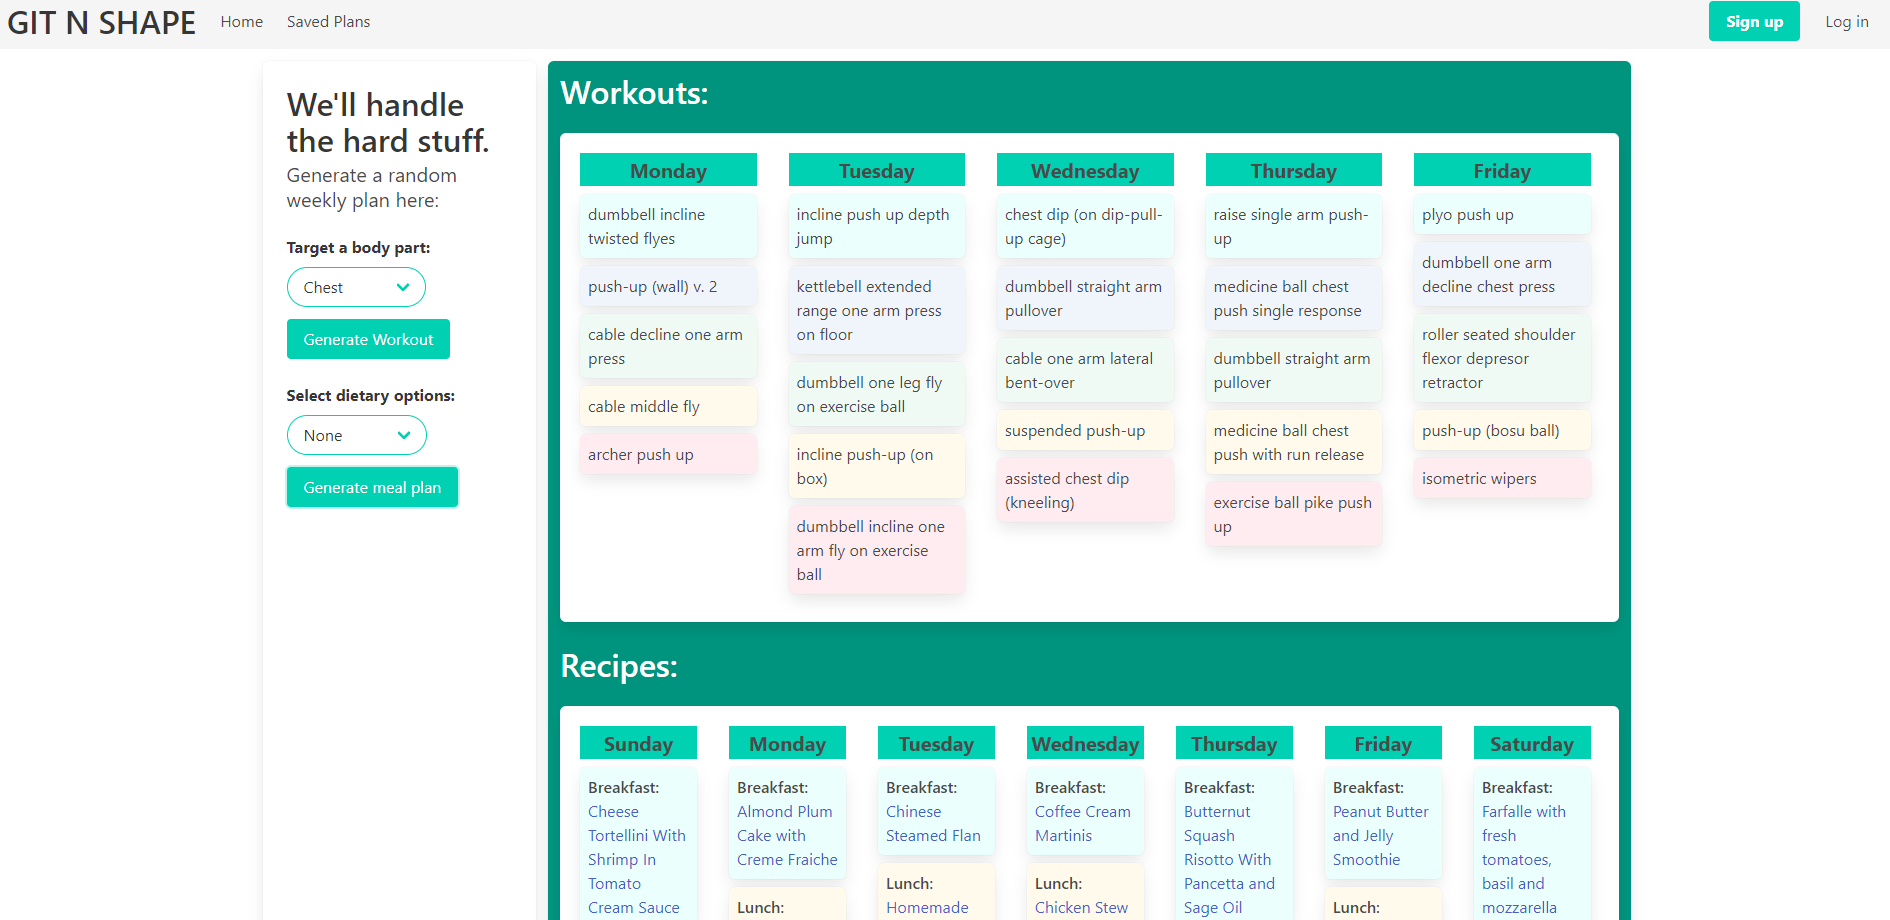 GIT N SHAPE
Home
Saved Plans
Sign up
Log in
We'll handle
the hard stuff.
Generate a random
weekly plan here:
Target a body part:
Chest
Generate Workout
Select dietary options:
None
Generate meal plan
Workouts:
Monday
dumbbell incline
twisted flyes
push-up (wall) v. 2
cable decline one arm
press
cable middle fly
archer push up
Tuesday
incline push up depth
jump
kettlebell extended
range one arm press
on floor
dumbbell one leg fly
on exercise ball
incline push-up (on
box)
dumbbell incline one
arm fly on exercise
ball
Wednesday
chest dip (on dip-pull-
up cage)
dumbbell straight arm
pullover
cable one arm lateral
bent-over
suspended push-up
assisted chest dip
(kneeling)
Thursday
raise single arm push-
up
medicine ball chest
push single response
dumbbell straight arm
pullover
medicine ball chest
push with run release
exercise ball pike push
up
Friday
plyo push up
dumbbell one arm
decline chest press
roller seated shoulder
flexor depresor
retractor
push-up (bosu ball)
isometric wipers
Recipes:
Sunday
Breakfast:
Cheese
Tortellini With
Shrimp In
Tomato
Cream Sauce
Monday
Breakfast:
Almond Plum
Cake with
Creme Fraiche
Lunch:
Tuesday
Breakfast:
Chinese
Steamed Flan
Lunch:
Homemade
Wednesday
Breakfast:
Coffee Cream
Martinis
Lunch:
Chicken Stew
Thursday
Breakfast:
Butternut
Squash
Risotto With
Pancetta and
Sage Oil
Friday
Breakfast:
Peanut Butter
and Jelly
Smoothie
Lunch:
Saturday
Breakfast:
Farfalle with
fresh
tomatoes,
basil and
mozzarella